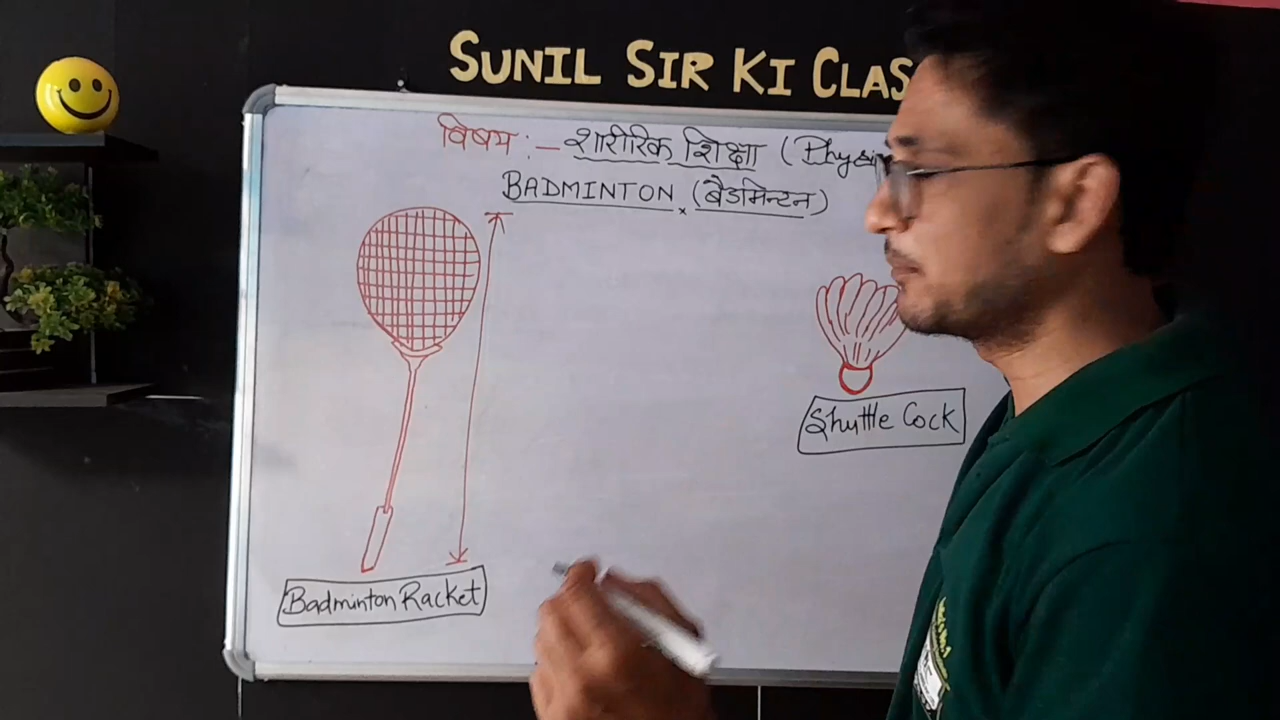 SUNIL SIR KI CLAS
विषय :- शारीरिक शिक्षा (Physi
BADMINTON (बैडमिन्टन)
Shuttle Cock
Badminton Racket